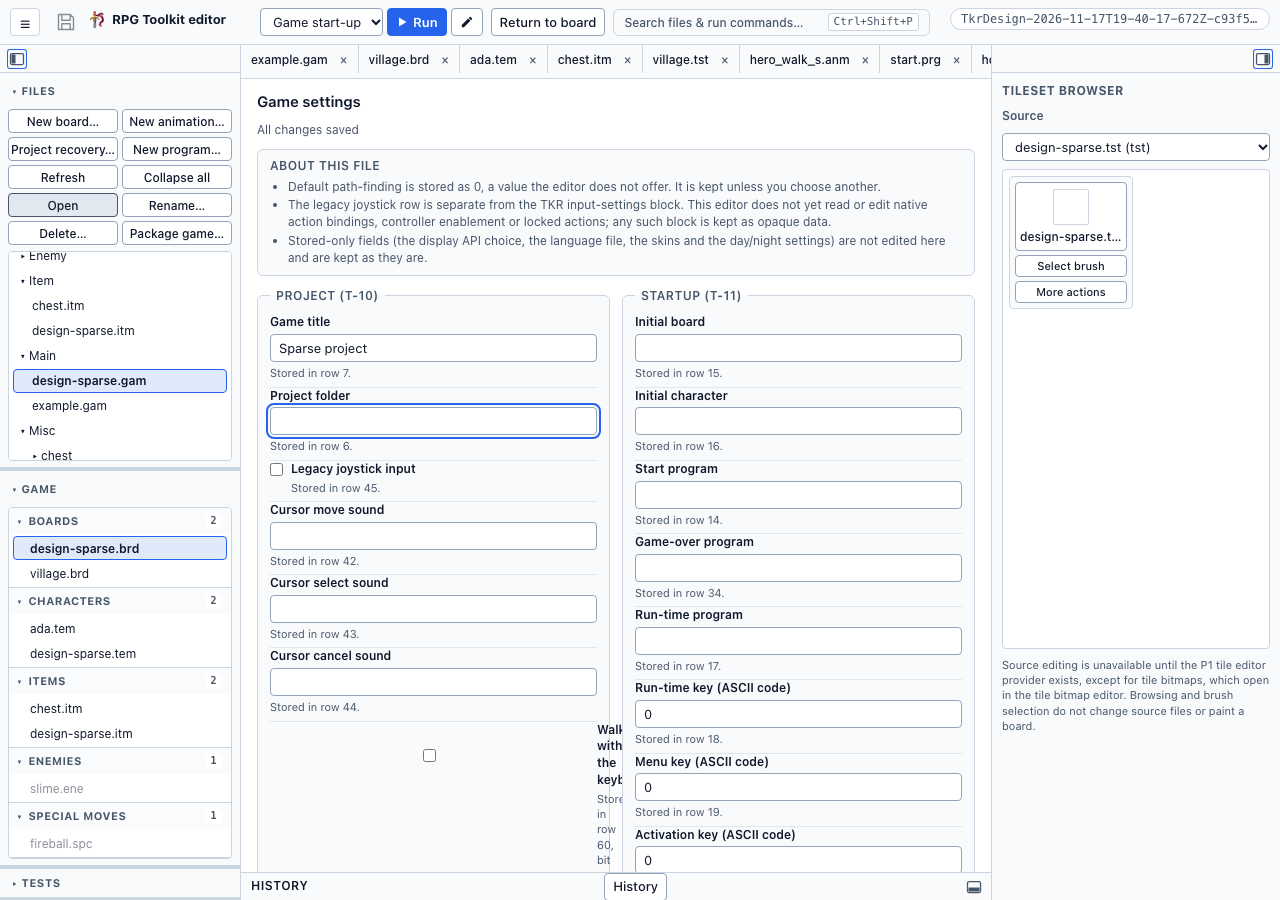 RPG Toolkit editor
Game start-up
Run
Return to board
Search files & run commands...
Ctrl+Shift+P
TkrDesign-2026-11-17T19-40-17-672Z-c93f5…
FILES
New board...
New animation...
Project recovery...
New program...
Refresh
Collapse all
Open
Rename...
Delete...
Package game...
Enemy
Item
chest.itm
design-sparse.itm
Main
design-sparse.gam
example.gam
Misc
chest
GAME
BOARDS 2
design-sparse.brd
village.brd
CHARACTERS 2
ada.tem
design-sparse.tem
ITEMS 2
chest.itm
design-sparse.itm
ENEMIES 1
slime.ene
SPECIAL MOVES 1
fireball.spc
TESTS
example.gam ×
village.brd ×
ada.tem ×
chest.itm ×
village.tst ×
hero_walk_s.anm ×
start.prg ×
Game settings
All changes saved
ABOUT THIS FILE
• Default path-finding is stored as 0, a value the editor does not offer. It is kept unless you choose another.
• The legacy joystick row is separate from the TKR input-settings block. This editor does not yet read or edit native
action bindings, controller enablement or locked actions; any such block is kept as opaque data.
• Stored-only fields (the display API choice, the language file, the skins and the day/night settings) are not edited here
and are kept as they are.
PROJECT (T-10)
Game title
Sparse project
Stored in row 7.
Project folder
Stored in row 6.
Legacy joystick input
Stored in row 45.
Cursor move sound
Stored in row 42.
Cursor select sound
Stored in row 43.
Cursor cancel sound
Stored in row 44.
Walk
with
the
keyb
Store
in
row
60,
bit
STARTUP (T-11)
Initial board
Stored in row 15.
Initial character
Stored in row 16.
Start program
Stored in row 14.
Game-over program
Stored in row 34.
Run-time program
Stored in row 17.
Run-time key (ASCII code)
0
Stored in row 18.
Menu key (ASCII code)
0
Stored in row 19.
Activation key (ASCII code)
0
HISTORY
History
TILESET BROWSER
Source
design-sparse.tst (tst)
design-sparse.t...
Select brush
More actions
Source editing is unavailable until the P1 tile editor
provider exists, except for tile bitmaps, which open
in the tile bitmap editor. Browsing and brush
selection do not change source files or paint a
board.